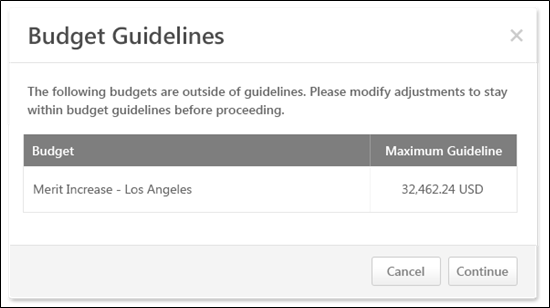 Budget Guidelines
The following budgets are outside of guidelines. Please modify adjustments to stay
within budget guidelines before proceeding.
Budget Maximum Guideline
Merit Increase - Los Angeles 32,462.24 USD
Cancel Continue